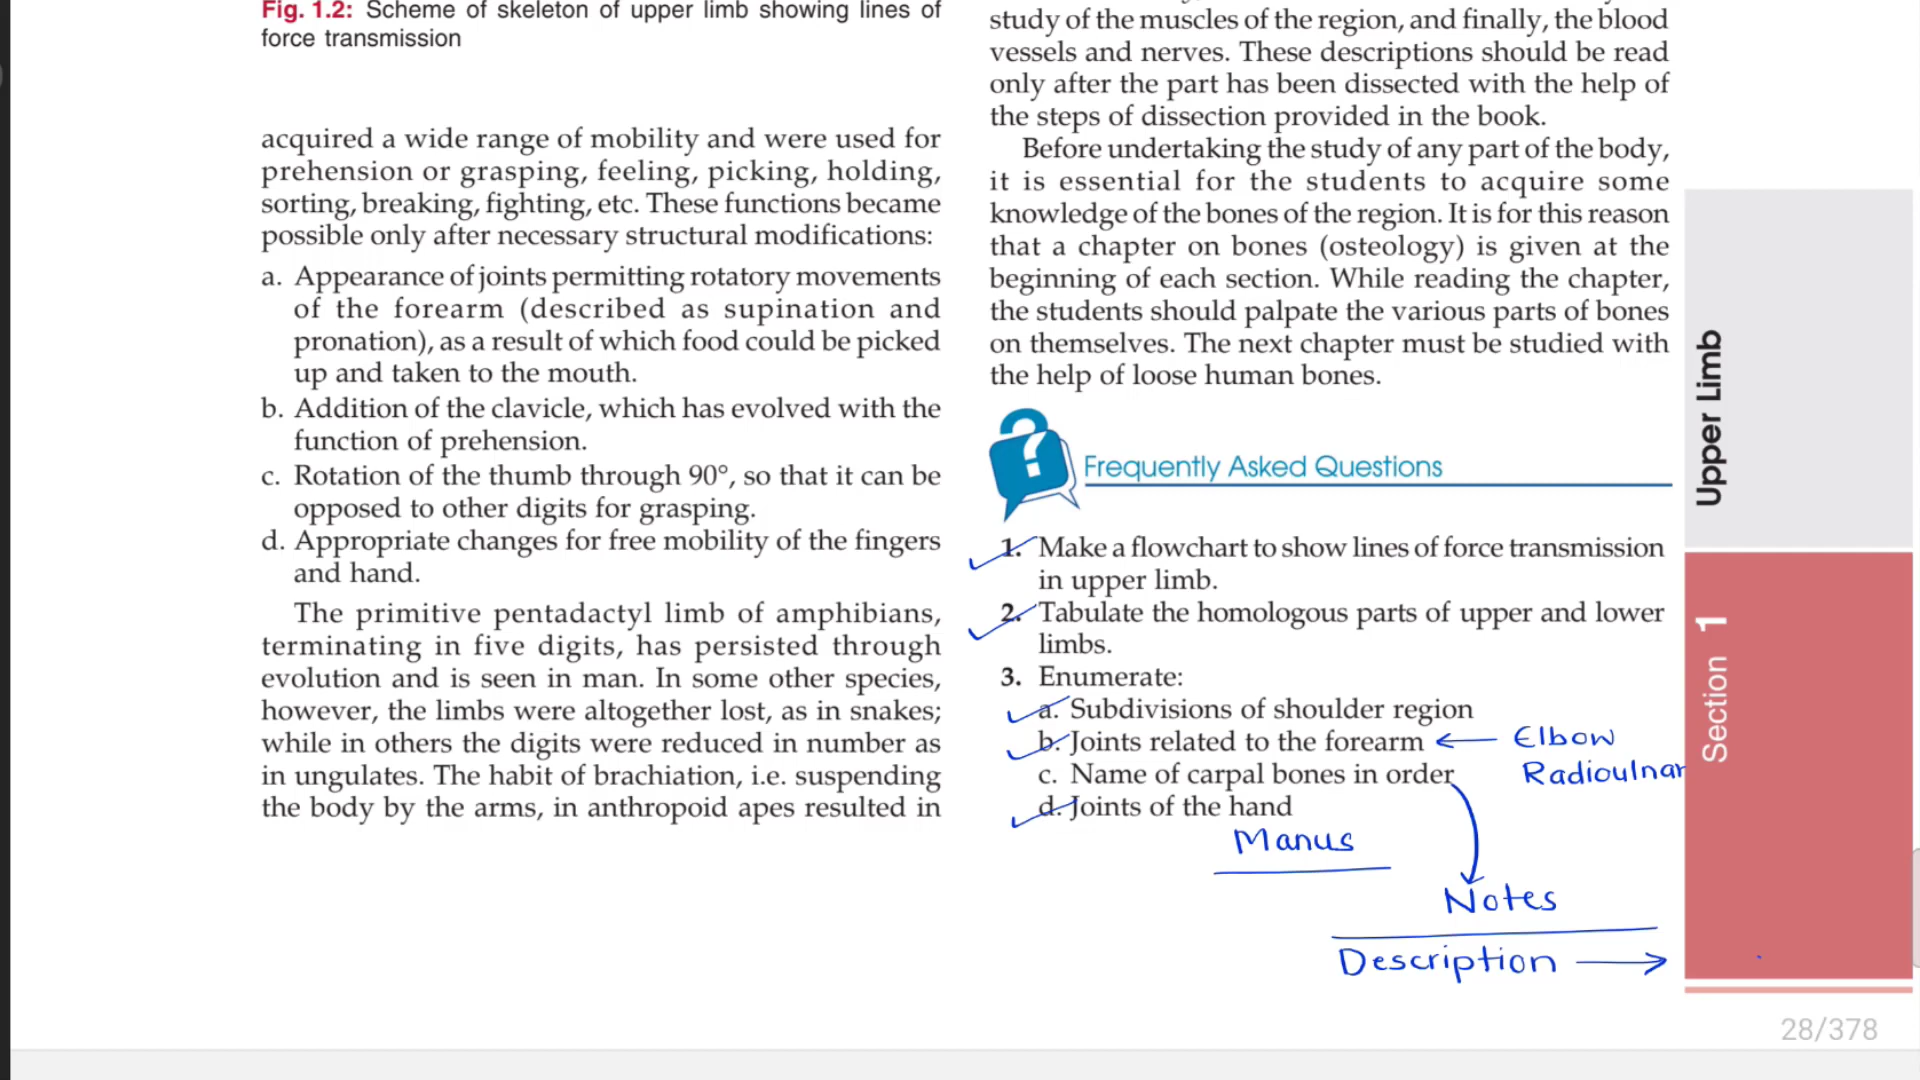 Fig. 1.2: Scheme of skeleton of upper limb showing lines of
force transmission
acquired a wide range of mobility and were used for
prehension or grasping, feeling, picking, holding,
sorting, breaking, fighting, etc. These functions became
possible only after necessary structural modifications:
a. Appearance of joints permitting rotatory movements
of the forearm (described as supination and
pronation), as a result of which food could be picked
up and taken to the mouth.
b. Addition of the clavicle, which has evolved with the
function of prehension.
c. Rotation of the thumb through 90°, so that it can be
opposed to other digits for grasping.
d. Appropriate changes for free mobility of the fingers
and hand.
The primitive pentadactyl limb of amphibians,
terminating in five digits, has persisted through
evolution and is seen in man. In some other species,
however, the limbs were altogether lost, as in snakes;
while in others the digits were reduced in number as
in ungulates. The habit of brachiation, i.e. suspending
the body by the arms, in anthropoid apes resulted in
study of the muscles of the region, and finally, the blood
vessels and nerves. These descriptions should be read
only after the part has been dissected with the help of
the steps of dissection provided in the book.
Before undertaking the study of any part of the body,
it is essential for the students to acquire some
knowledge of the bones of the region. It is for this reason
that a chapter on bones (osteology) is given at the
beginning of each section. While reading the chapter,
the students should palpate the various parts of bones
on themselves. The next chapter must be studied with
the help of loose human bones.
Frequently Asked Questions
1. Make a flowchart to show lines of force transmission
in upper limb.
2. Tabulate the homologous parts of upper and lower
limbs.
3. Enumerate:
a. Subdivisions of shoulder region
b. Joints related to the forearm ← Elbow
Radioulnar
c. Name of carpal bones in order
d. Joints of the hand
Manus
Notes
Description →
Upper Limb
Section 1
28/378